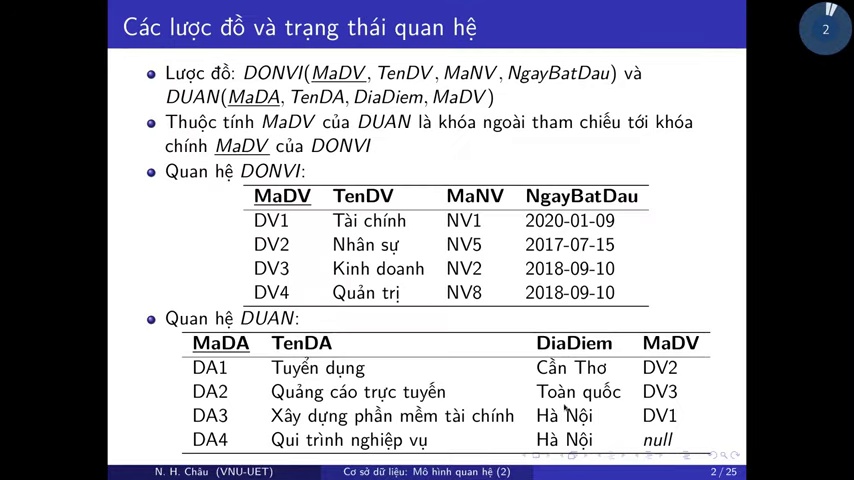 Các lược đồ và trạng thái quan hệ
2
Lược đồ: DONVI(MaDV, TenDV, MaNV, NgayBatDau) và
DUAN(MaDA, TenDA, DiaDiem, MaDV)
Thuộc tính MaDV của DUAN là khóa ngoài tham chiếu tới khóa
chính MaDV của DONVI
Quan hệ DONVI:
MaDV TenDV MaNV NgayBatDau
DV1 Tài chính NV1 2020-01-09
DV2 Nhân sự NV5 2017-07-15
DV3 Kinh doanh NV2 2018-09-10
DV4 Quản trị NV8 2018-09-10
Quan hệ DUAN:
MaDA TenDA DiaDiem MaDV
DA1 Tuyển dụng Cần Thơ DV2
DA2 Quảng cáo trực tuyến Toàn quốc DV3
DA3 Xây dựng phần mềm tài chính Hà Nội DV1
DA4 Qui trình nghiệp vụ Hà Nội null
N. H. Châu (VNU-UET) Cơ sở dữ liệu: Mô hình quan hệ (2) 2 / 25